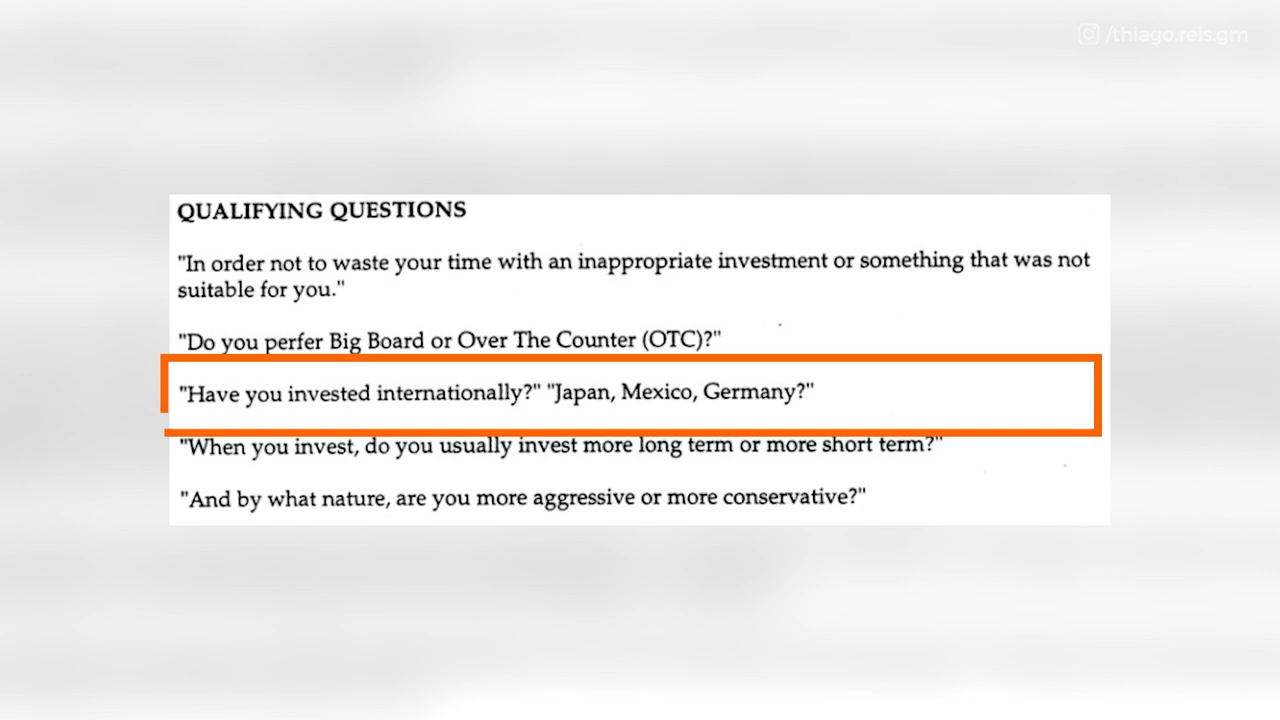 /thiago.reis.gm
QUALIFYING QUESTIONS
"In order not to waste your time with an inappropriate investment or something that was not
suitable for you."
"Do you perfer Big Board or Over The Counter (OTC)?"
"Have you invested internationally?" "Japan, Mexico, Germany?"
"When you invest, do you usually invest more long term or more short term?"
"And by what nature, are you more aggressive or more conservative?"